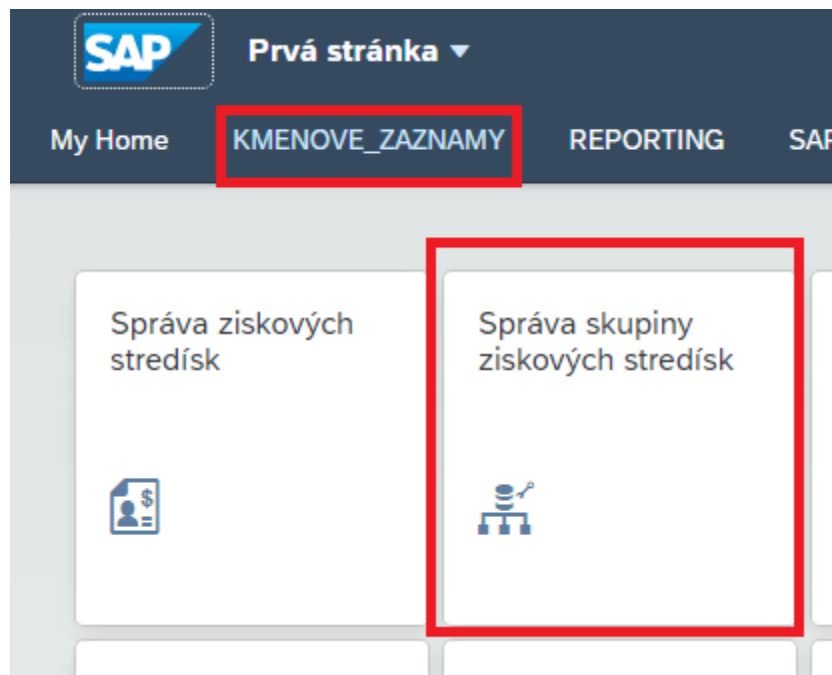 SAP Prvá stránka
My Home KMENOVE_ZAZNAMY REPORTING
Správa ziskových
stredísk
Správa skupiny
ziskových stredísk